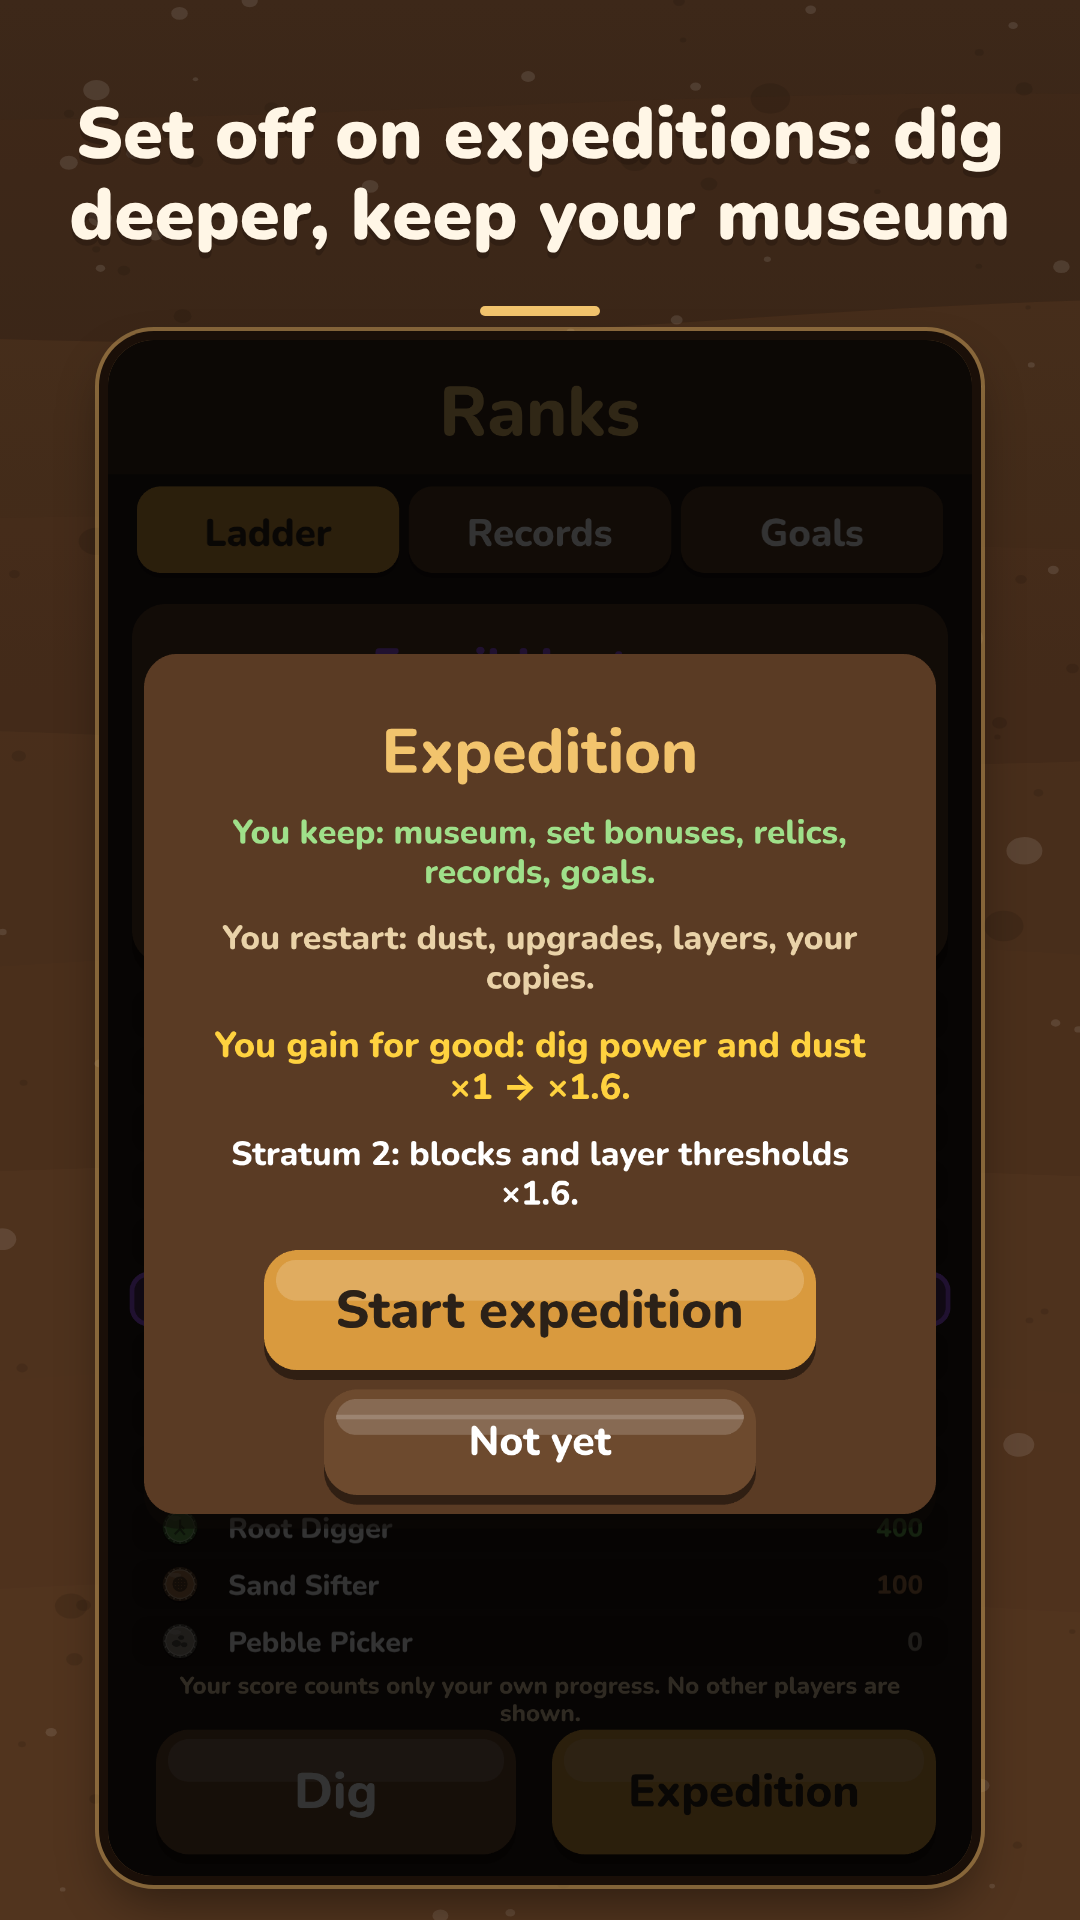 Set off on expeditions: dig
deeper, keep your museum
Ranks
Ladder
Records
Goals
Expedition
You keep: museum, set bonuses, relics,
records, goals.
You restart: dust, upgrades, layers, your
copies.
You gain for good: dig power and dust
×1 → ×1.6.
Stratum 2: blocks and layer thresholds
×1.6.
Start expedition
Not yet
Root Digger 400
Sand Sifter 100
Pebble Picker 0
Your score counts only your own progress. No other players are
shown.
Dig
Expedition